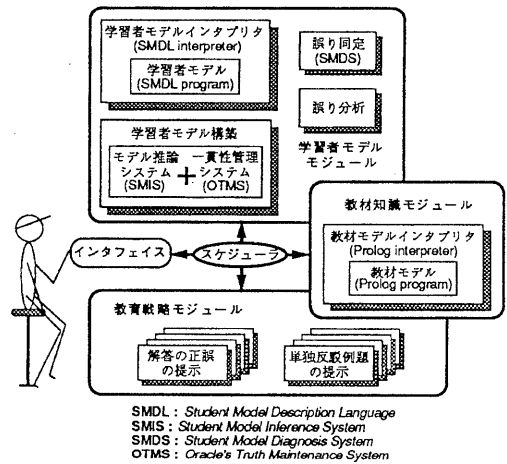 学習者モデルインタプリタ
(SMDL interpreter)
学習者モデル
(SMDL program)
誤り同定
(SMDS)
誤り分析
学習者モデル構築
モデル推論
システム
(SMIS)
+
一貫性管理
システム
(OTMS)
学習者モデル
モジュール
教材知識モジュール
教材モデルインタプリタ
(Prolog interpreter)
教材モデル
(Prolog program)
インタフェイス
スケジューラ
教育戦略モジュール
解答の正誤
の提示
単独反駁例題
の提示
SMDL : Student Model Description Language
SMIS : Student Model Inference System
SMDS : Student Model Diagnosis System
OTMS : Oracle's Truth Maintenance System